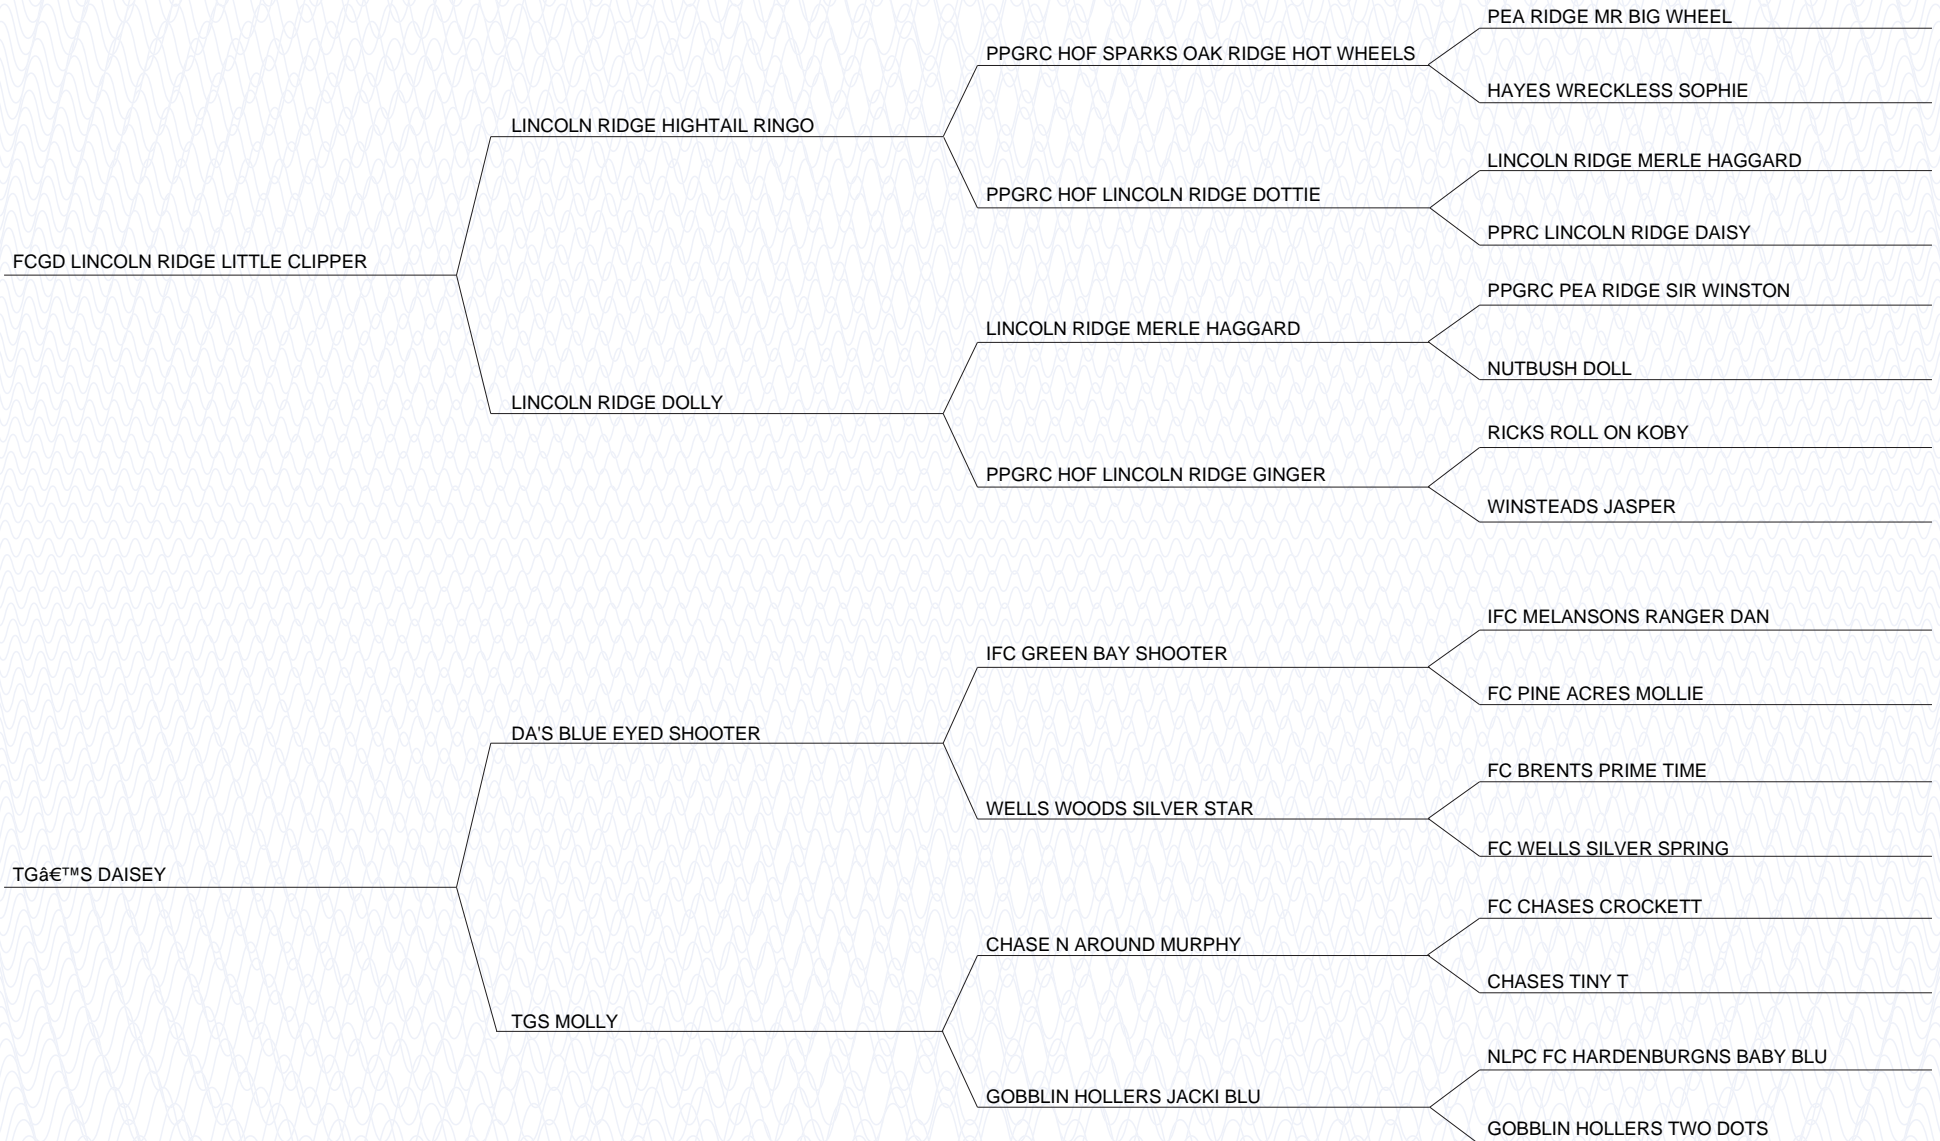 PEA RIDGE MR BIG WHEEL
PPGRC HOF SPARKS OAK RIDGE HOT WHEELS
HAYES WRECKLESS SOPHIE
LINCOLN RIDGE HIGHTAIL RINGO
LINCOLN RIDGE MERLE HAGGARD
PPGRC HOF LINCOLN RIDGE DOTTIE
PPRC LINCOLN RIDGE DAISY
FCGD LINCOLN RIDGE LITTLE CLIPPER
PPGRC PEA RIDGE SIR WINSTON
LINCOLN RIDGE MERLE HAGGARD
NUTBUSH DOLL
LINCOLN RIDGE DOLLY
RICKS ROLL ON KOBY
PPGRC HOF LINCOLN RIDGE GINGER
WINSTEADS JASPER
IFC MELANSONS RANGER DAN
IFC GREEN BAY SHOOTER
FC PINE ACRES MOLLIE
DA'S BLUE EYED SHOOTER
FC BRENTS PRIME TIME
WELLS WOODS SILVER STAR
FC WELLS SILVER SPRING
TGâ€™S DAISEY
FC CHASES CROCKETT
CHASE N AROUND MURPHY
CHASES TINY T
TGS MOLLY
NLPC FC HARDENBURGNS BABY BLU
GOBBLIN HOLLERS JACKI BLU
GOBBLIN HOLLERS TWO DOTS